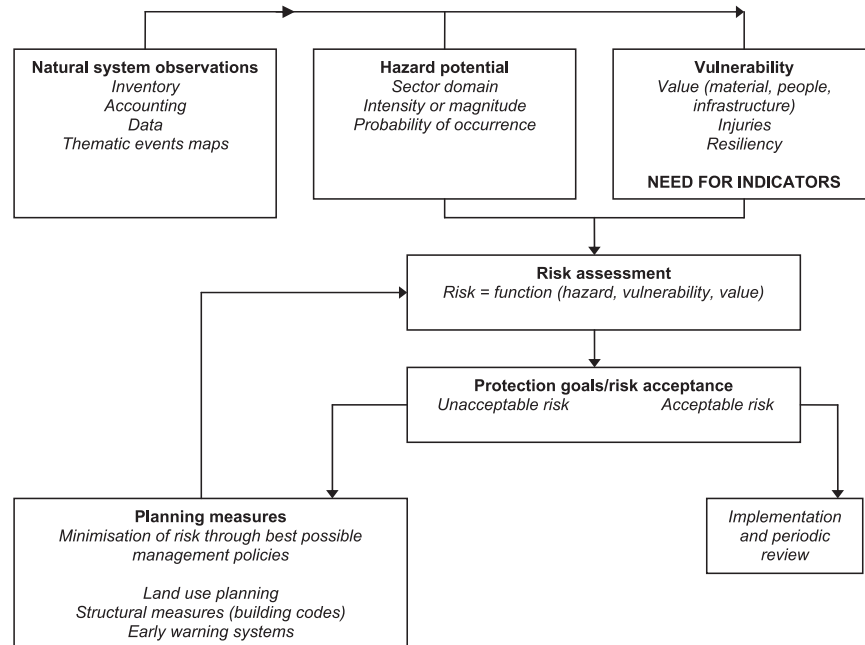 Natural system observations
Inventory
Accounting
Data
Thematic events maps
Hazard potential
Sector domain
Intensity or magnitude
Probability of occurrence
Vulnerability
Value (material, people,
infrastructure)
Injuries
Resiliency
NEED FOR INDICATORS
Risk assessment
Risk = function (hazard, vulnerability, value)
Protection goals/risk acceptance
Unacceptable risk Acceptable risk
Planning measures
Minimisation of risk through best possible
management policies
Land use planning
Structural measures (building codes)
Early warning systems
Implementation
and periodic
review